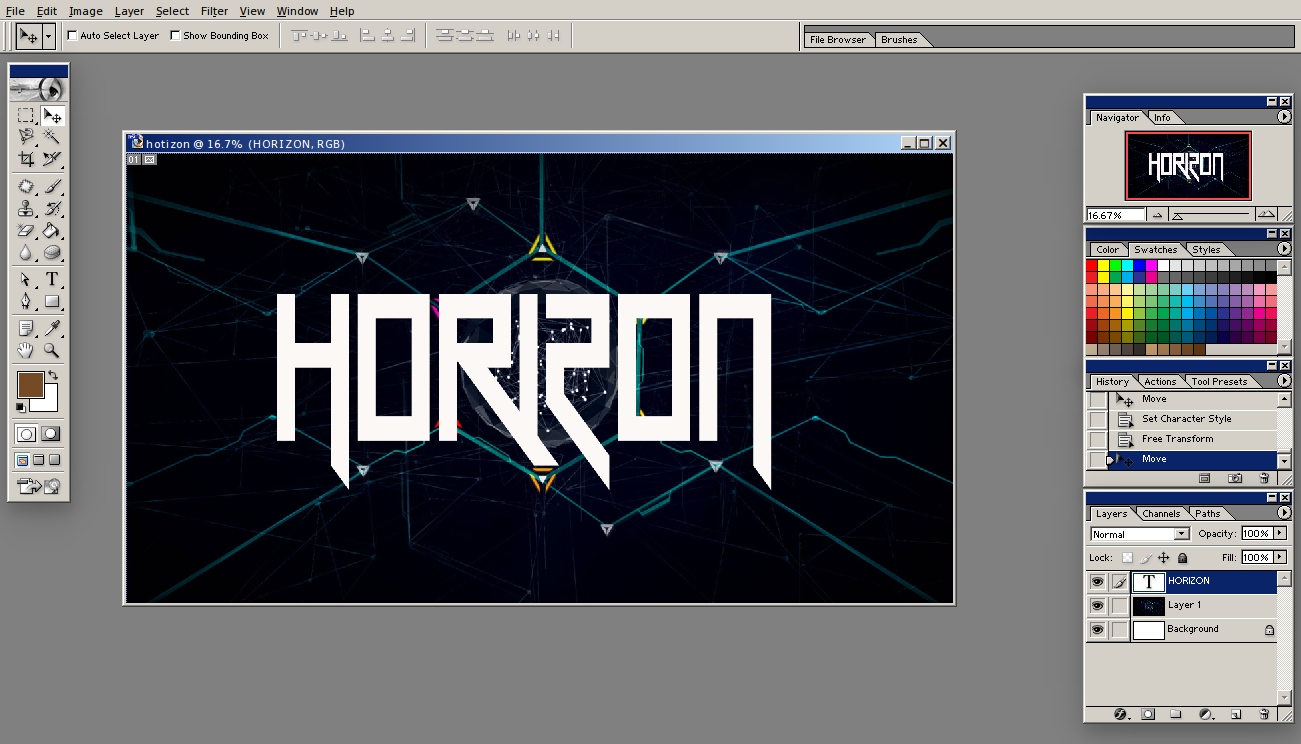 File Edit Image Layer Select Filter View Window Help
Auto Select Layer Show Bounding Box File Browser Brushes
hotizon @ 16.7% (HORIZON, RGB)
01
HORIZON
Navigator Info
HORIZON
16.67%
Color Swatches Styles
History Actions Tool Presets
Move
Set Character Style
Free Transform
Move
Layers Channels Paths
Normal Opacity: 100%
Lock: Fill: 100%
T HORIZON
Layer 1
Background